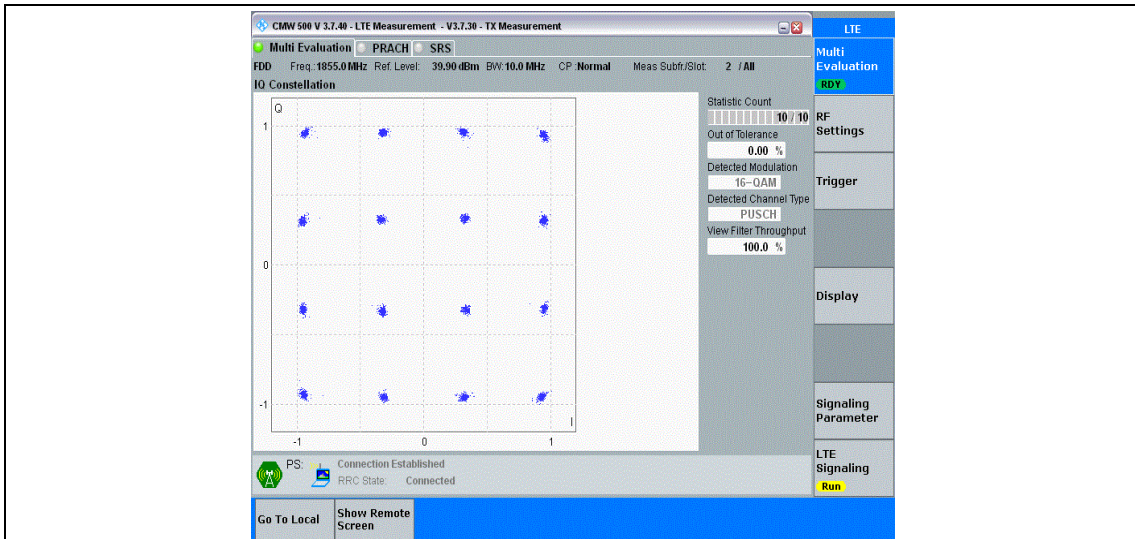 CMW 500 V 3.7.40 - LTE Measurement - V3.7.30 - TX Measurement
LTE
Multi Evaluation PRACH SRS
FDD Freq.:1855.0 MHz Ref. Level: 39.90 dBm BW:10.0 MHz CP :Normal Meas Subfr./Slot: 2 / All
IQ Constellation
Q
1
0
-1
-1 0 1
I
Statistic Count
10 / 10
Out of Tolerance
0.00 %
Detected Modulation
16-QAM
Detected Channel Type
PUSCH
View Filter Throughput
100.0 %
Multi
Evaluation
RDY
RF
Settings
Trigger
Display
Signaling
Parameter
LTE
Signaling
Run
PS: Connection Established
RRC State: Connected
Go To Local
Show Remote
Screen